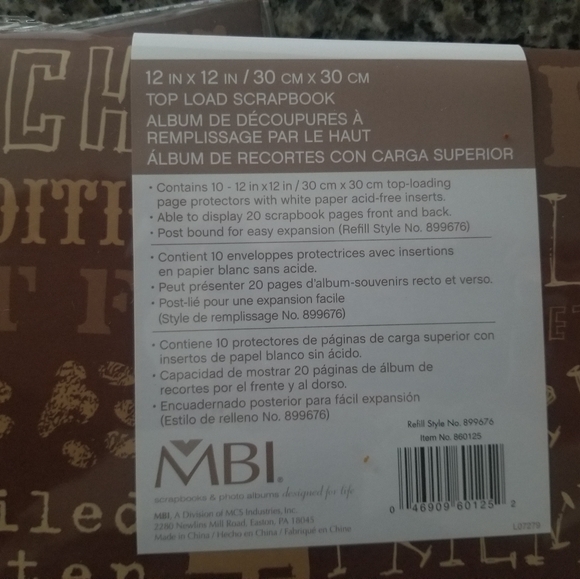 CH
12 IN X 12 IN / 30 CM X 30 CM
TOP LOAD SCRAPBOOK
ALBUM DE DÉCOUPURES À
REMPLISSAGE PAR LE HAUT
ÁLBUM DE RECORTES CON CARGA SUPERIOR
• Contains 10 - 12 in x12 in / 30 cm x 30 cm top-loading
page protectors with white paper acid-free inserts.
• Able to display 20 scrapbook pages front and back.
• Post bound for easy expansion (Refill Style No. 899676)
• Contient 10 enveloppes protectrices avec insertions
en papier blanc sans acide.
• Peut présenter 20 pages d'album-souvenirs recto et verso.
• Post-lié pour une expansion facile
(Style de remplissage No. 899676)
• Contiene 10 protectores de páginas de carga superior con
insertos de papel blanco sin ácido.
• Capacidad de mostrar 20 páginas de álbum de
recortes por el frente y al dorso.
• Encuadernado posterior para fácil expansión
(Estilo de relleno No. 899676)
Refill Style No. 899676
Item No. 860125
MBI®
scrapbooks & photo albums designed for life
MBI, A Division of MCS Industries, Inc.
2280 Newlins Mill Road, Easton, PA 18045
Made in China / Hecho en China / Fabriqué en Chine
0 46909 60125 2
iled
ten